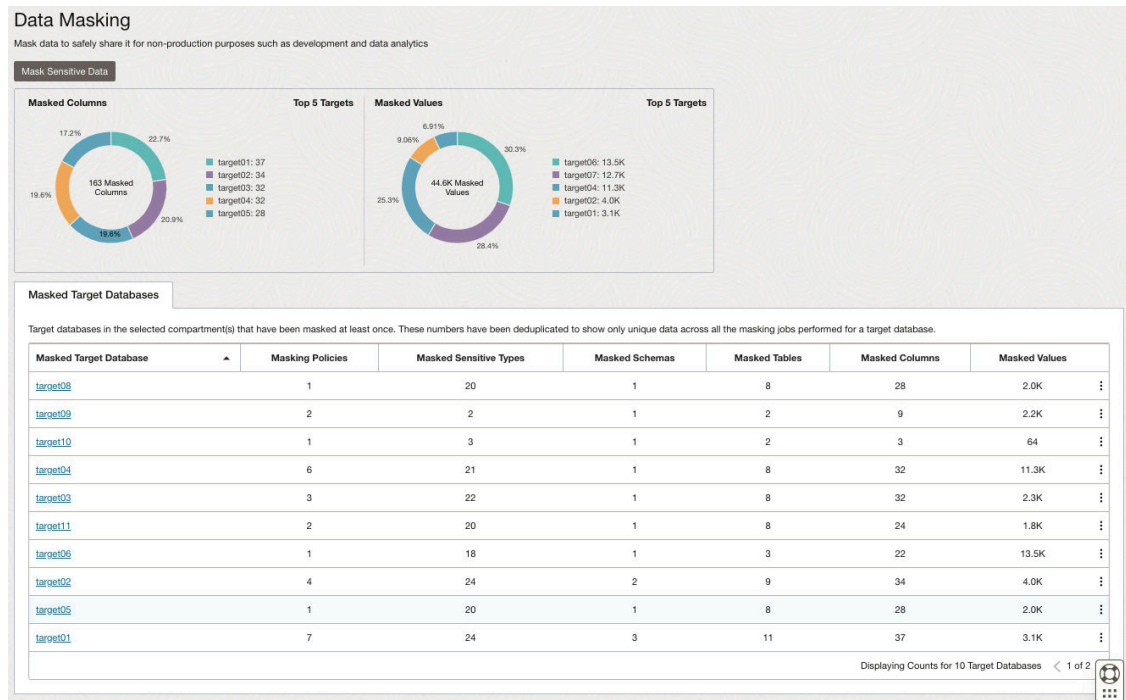 Data Masking
Mask data to safely share it for non-production purposes such as development and data analytics
Mask Sensitive Data
Masked Columns Top 5 Targets
17.2%
22.7%
19.6%
20.9%
19.6%
163 Masked
Columns
target01: 37
target02: 34
target03: 32
target04: 32
target05: 28
Masked Values Top 5 Targets
6.91%
9.06%
30.3%
25.3%
28.4%
44.6K Masked
Values
target06: 13.5K
target07: 12.7K
target04: 11.3K
target02: 4.0K
target01: 3.1K
Masked Target Databases
Target databases in the selected compartment(s) that have been masked at least once. These numbers have been deduplicated to show only unique data across all the masking jobs performed for a target database.
Masked Target Database Masking Policies Masked Sensitive Types Masked Schemas Masked Tables Masked Columns Masked Values
target08 1 20 1 8 28 2.0K
target09 2 2 1 2 9 2.2K
target10 1 3 1 2 3 64
target04 6 21 1 8 32 11.3K
target03 3 22 1 8 32 2.3K
target11 2 20 1 8 24 1.8K
target06 1 18 1 3 22 13.5K
target02 4 24 2 9 34 4.0K
target05 1 20 1 8 28 2.0K
target01 7 24 3 11 37 3.1K
Displaying Counts for 10 Target Databases < 1 of 2